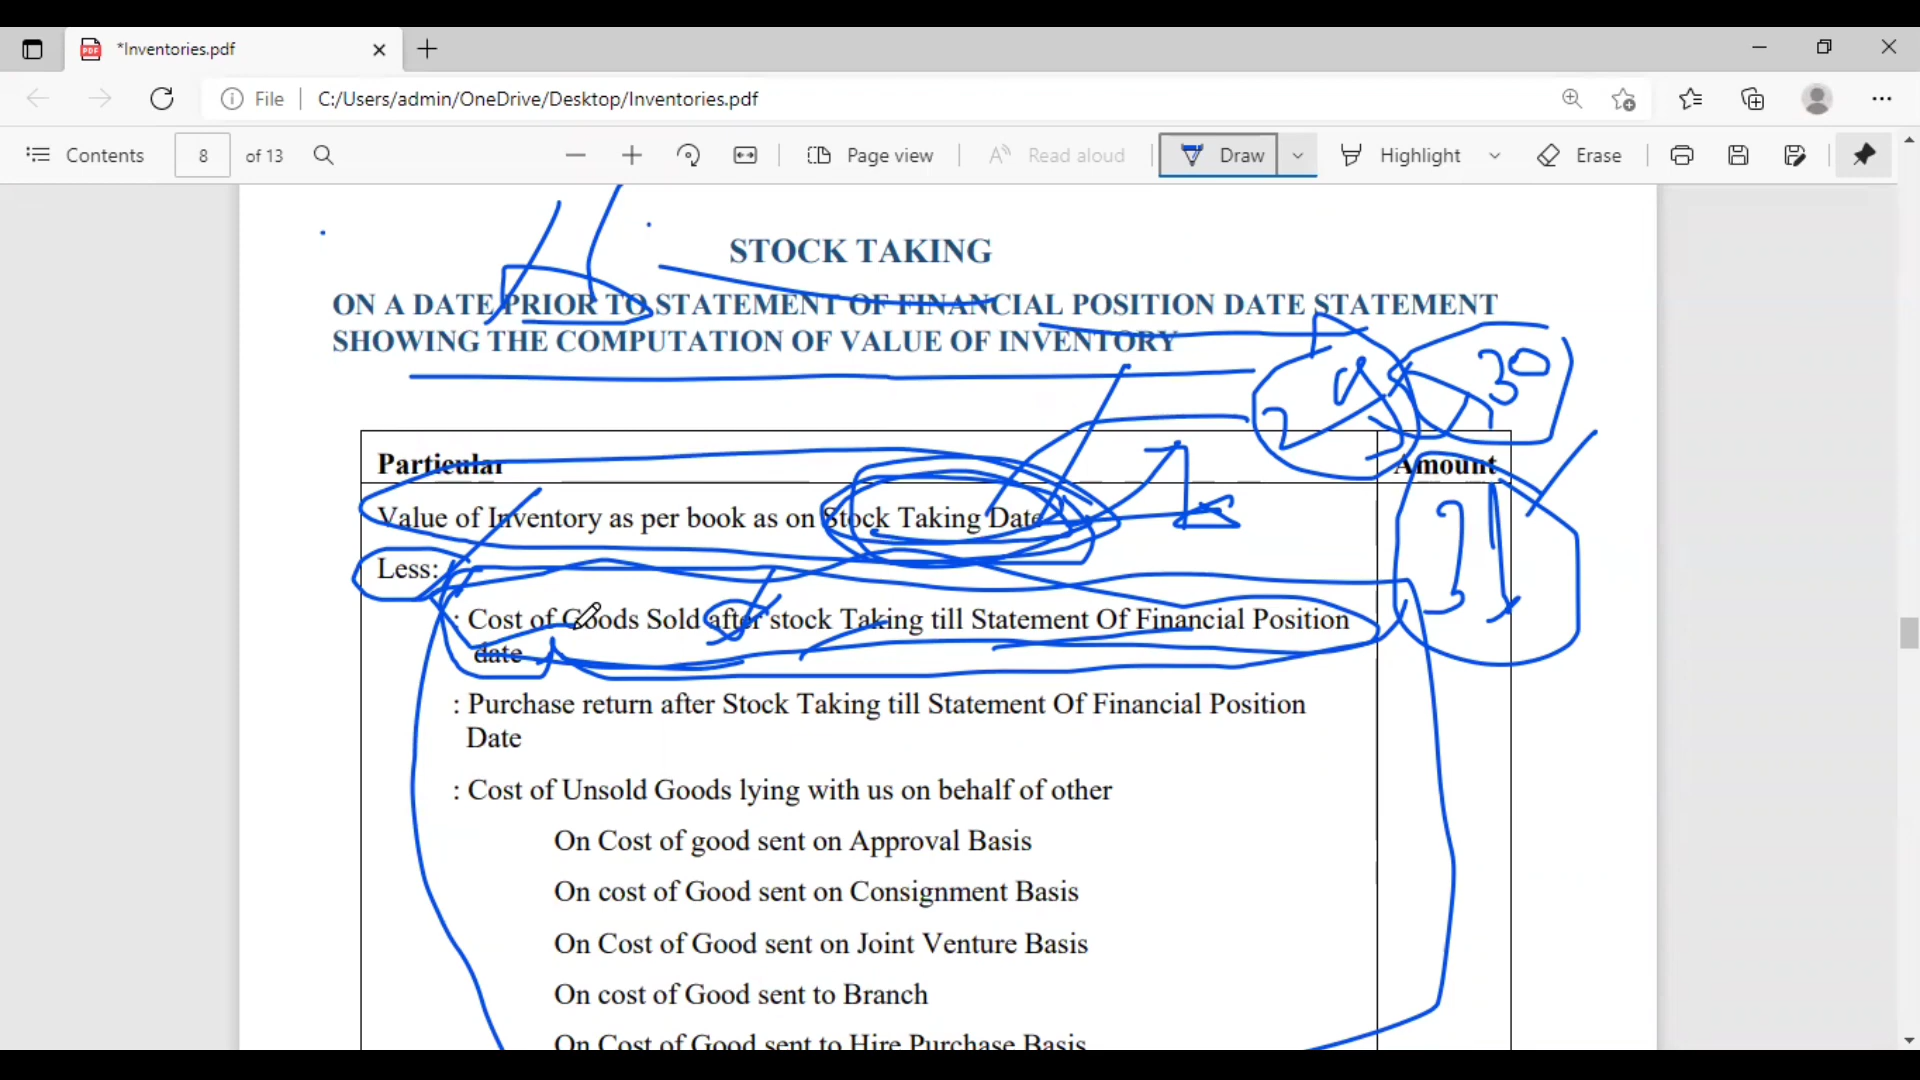 *Inventories.pdf
File
C:/Users/admin/OneDrive/Desktop/Inventories.pdf
Contents 8 of 13 Page view Read aloud Draw Highlight Erase
STOCK TAKING
ON A DATE PRIOR TO STATEMENT OF FINANCIAL POSITION DATE STATEMENT
SHOWING THE COMPUTATION OF VALUE OF INVENTORY
30
Particular Amount
Value of Inventory as per book as on Stock Taking Date
31
Less:
: Cost of Goods Sold after stock Taking till Statement Of Financial Position
date
: Purchase return after Stock Taking till Statement Of Financial Position
Date
: Cost of Unsold Goods lying with us on behalf of other
On Cost of good sent on Approval Basis
On cost of Good sent on Consignment Basis
On Cost of Good sent on Joint Venture Basis
On cost of Good sent to Branch
On Cost of Good sent to Hire Purchase Basis